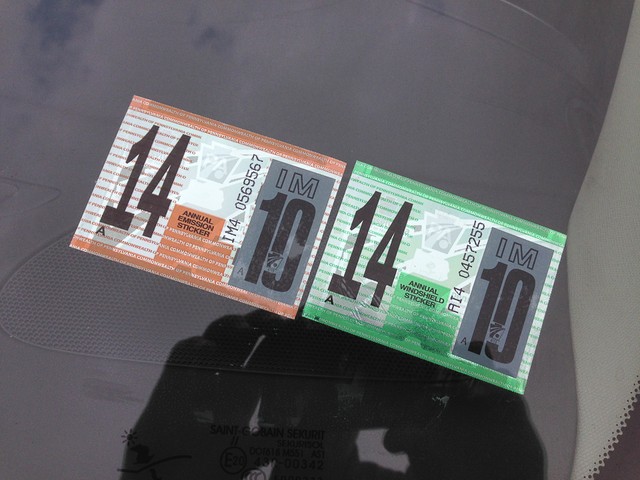 14
ANNUAL
EMISSION
STICKER
A
IM4 0569567
IM
10
A
14
ANNUAL
WINDSHIELD
STICKER
A
AI4 0457255
IM
10
A
SAINT-GOBAIN SEKURIT